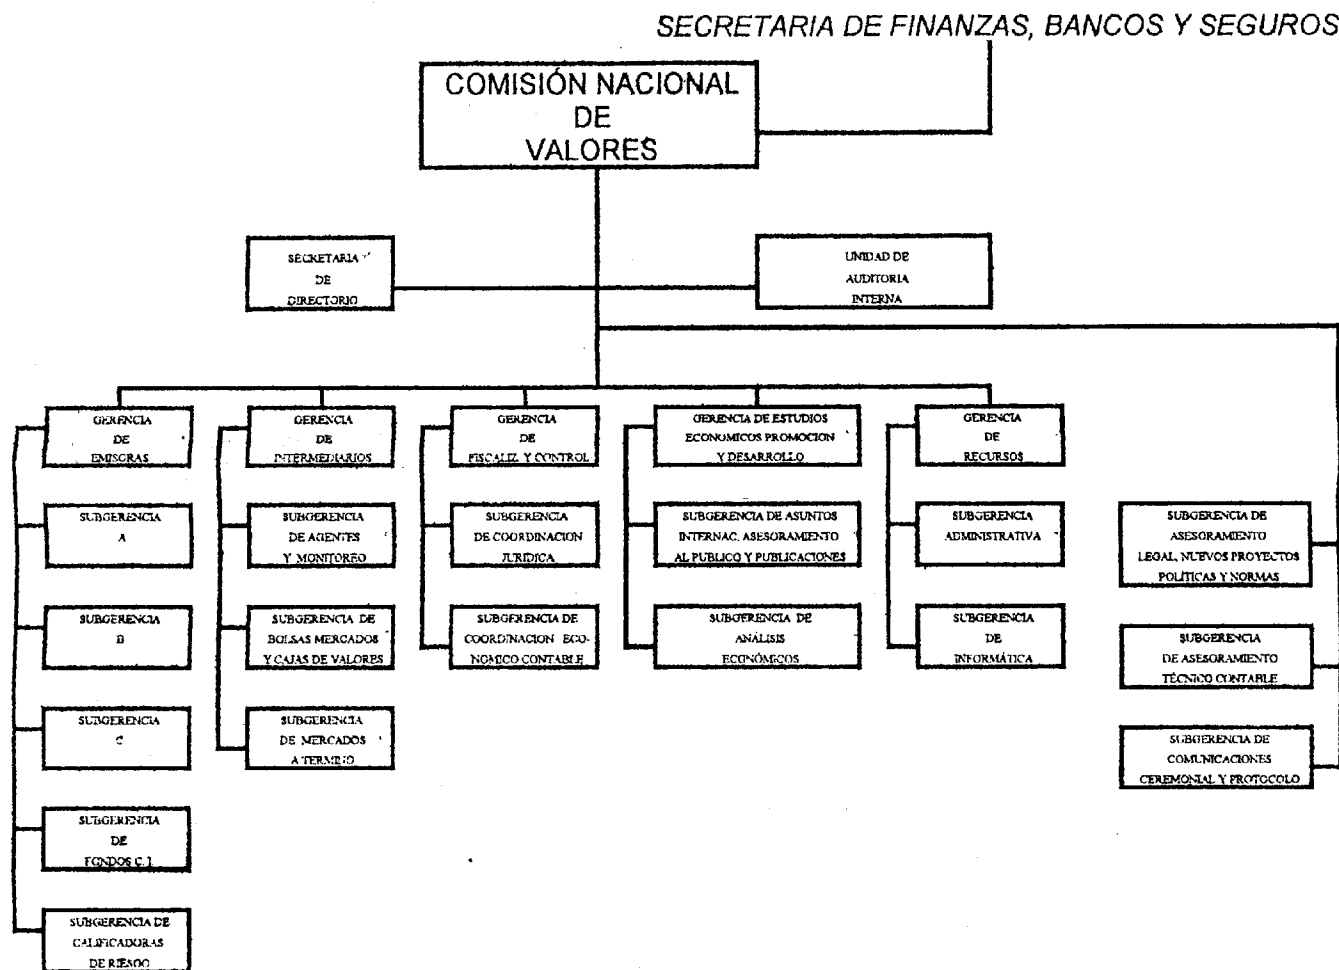 SECRETARIA DE FINANZAS, BANCOS Y SEGUROS
COMISIÓN NACIONAL
DE
VALORES
SECRETARIA
DE
DIRECTORIO
UNIDAD DE
AUDITORIA
INTERNA
GERENCIA
DE
EMISORAS
SUBGERENCIA
A
SUBGERENCIA
B
SUBGERENCIA
C
SUBGERENCIA
DE
FONDOS C. I.
SUBGERENCIA DE
CALIFICADORAS
DE RIESGO
GERENCIA
DE
INTERMEDIARIOS
SUBGERENCIA
DE AGENTES
Y MONITOREO
SUBGERENCIA DE
BOLSAS MERCADOS
Y CAJAS DE VALORES
SUBGERENCIA
DE MERCADOS
A TERMINO
GERENCIA
DE
FISCALIZ. Y CONTROL
SUBGERENCIA
DE COORDINACION
JURIDICA
SUBGERENCIA DE
COORDINACION ECO-
NOMICO CONTABLE
GERENCIA DE ESTUDIOS
ECONOMICOS PROMOCION
Y DESARROLLO
SUBGERENCIA DE ASUNTOS
INTERNAC. ASESORAMIENTO
AL PUBLICO Y PUBLICACIONES
SUBGERENCIA DE
ANÁLISIS
ECONÓMICOS
GERENCIA
DE
RECURSOS
SUBGERENCIA
ADMINISTRATIVA
SUBGERENCIA
DE
INFORMÁTICA
SUBGERENCIA DE
ASESORAMIENTO
LEGAL, NUEVOS PROYECTOS
POLÍTICAS Y NORMAS
SUBGERENCIA
DE ASESORAMIENTO
TÉCNICO CONTABLE
SUBGERENCIA DE
COMUNICACIONES
CEREMONIAL Y PROTOCOLO